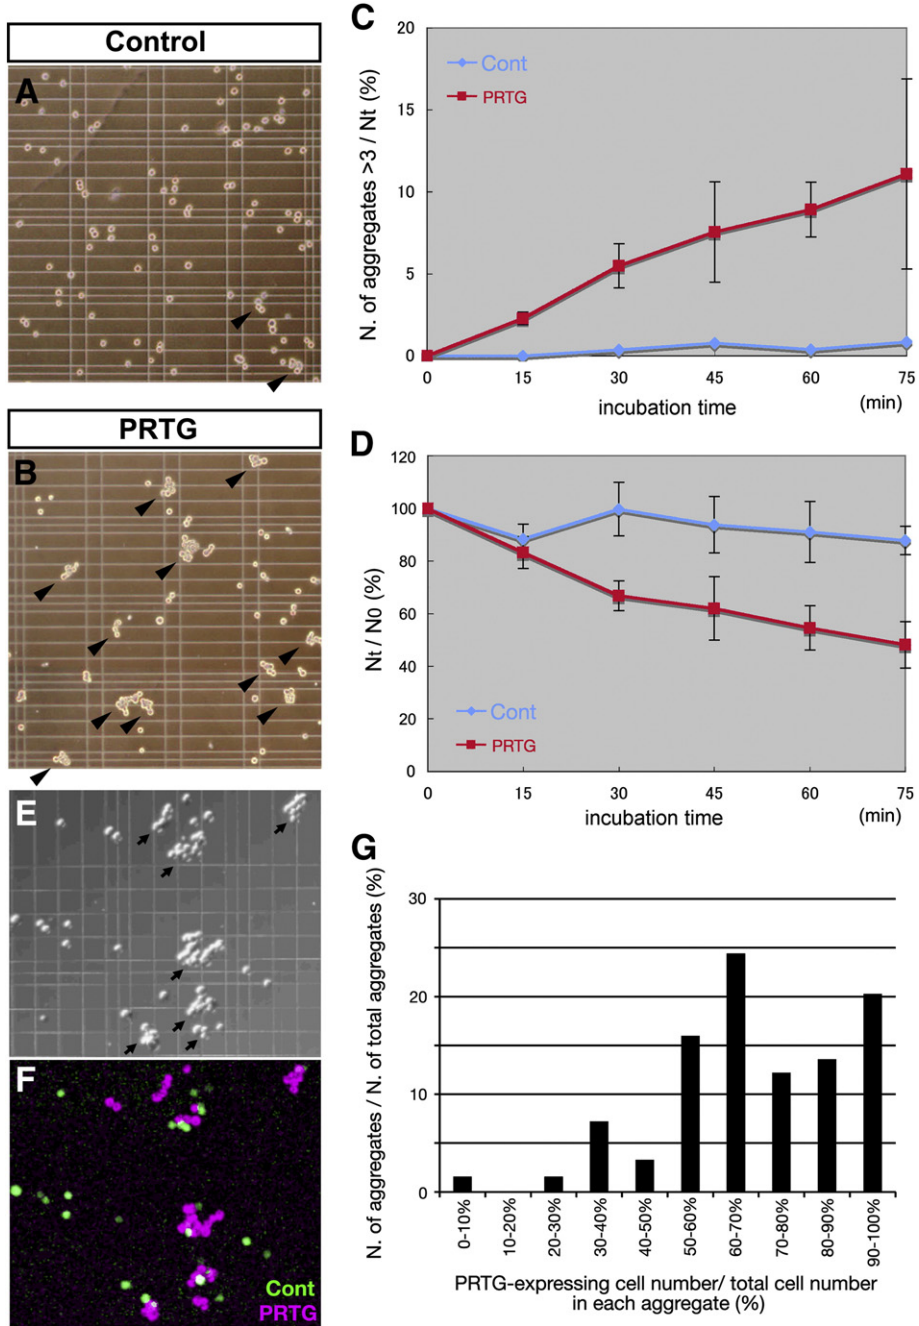 Control
A
PRTG
B
E
F
Cont
PRTG
C
N. of aggregates >3 / Nt (%)
20
15
10
5
0
Cont
PRTG
0 15 30 45 60 75
incubation time (min)
D
Nt / N0 (%)
120
100
80
60
40
20
0
Cont
PRTG
0 15 30 45 60 75
incubation time (min)
G
N. of aggregates / N. of total aggregates (%)
30
20
10
0
0-10% 10-20% 20-30% 30-40% 40-50% 50-60% 60-70% 70-80% 80-90% 90-100%
PRTG-expressing cell number/ total cell number
in each aggregate (%)